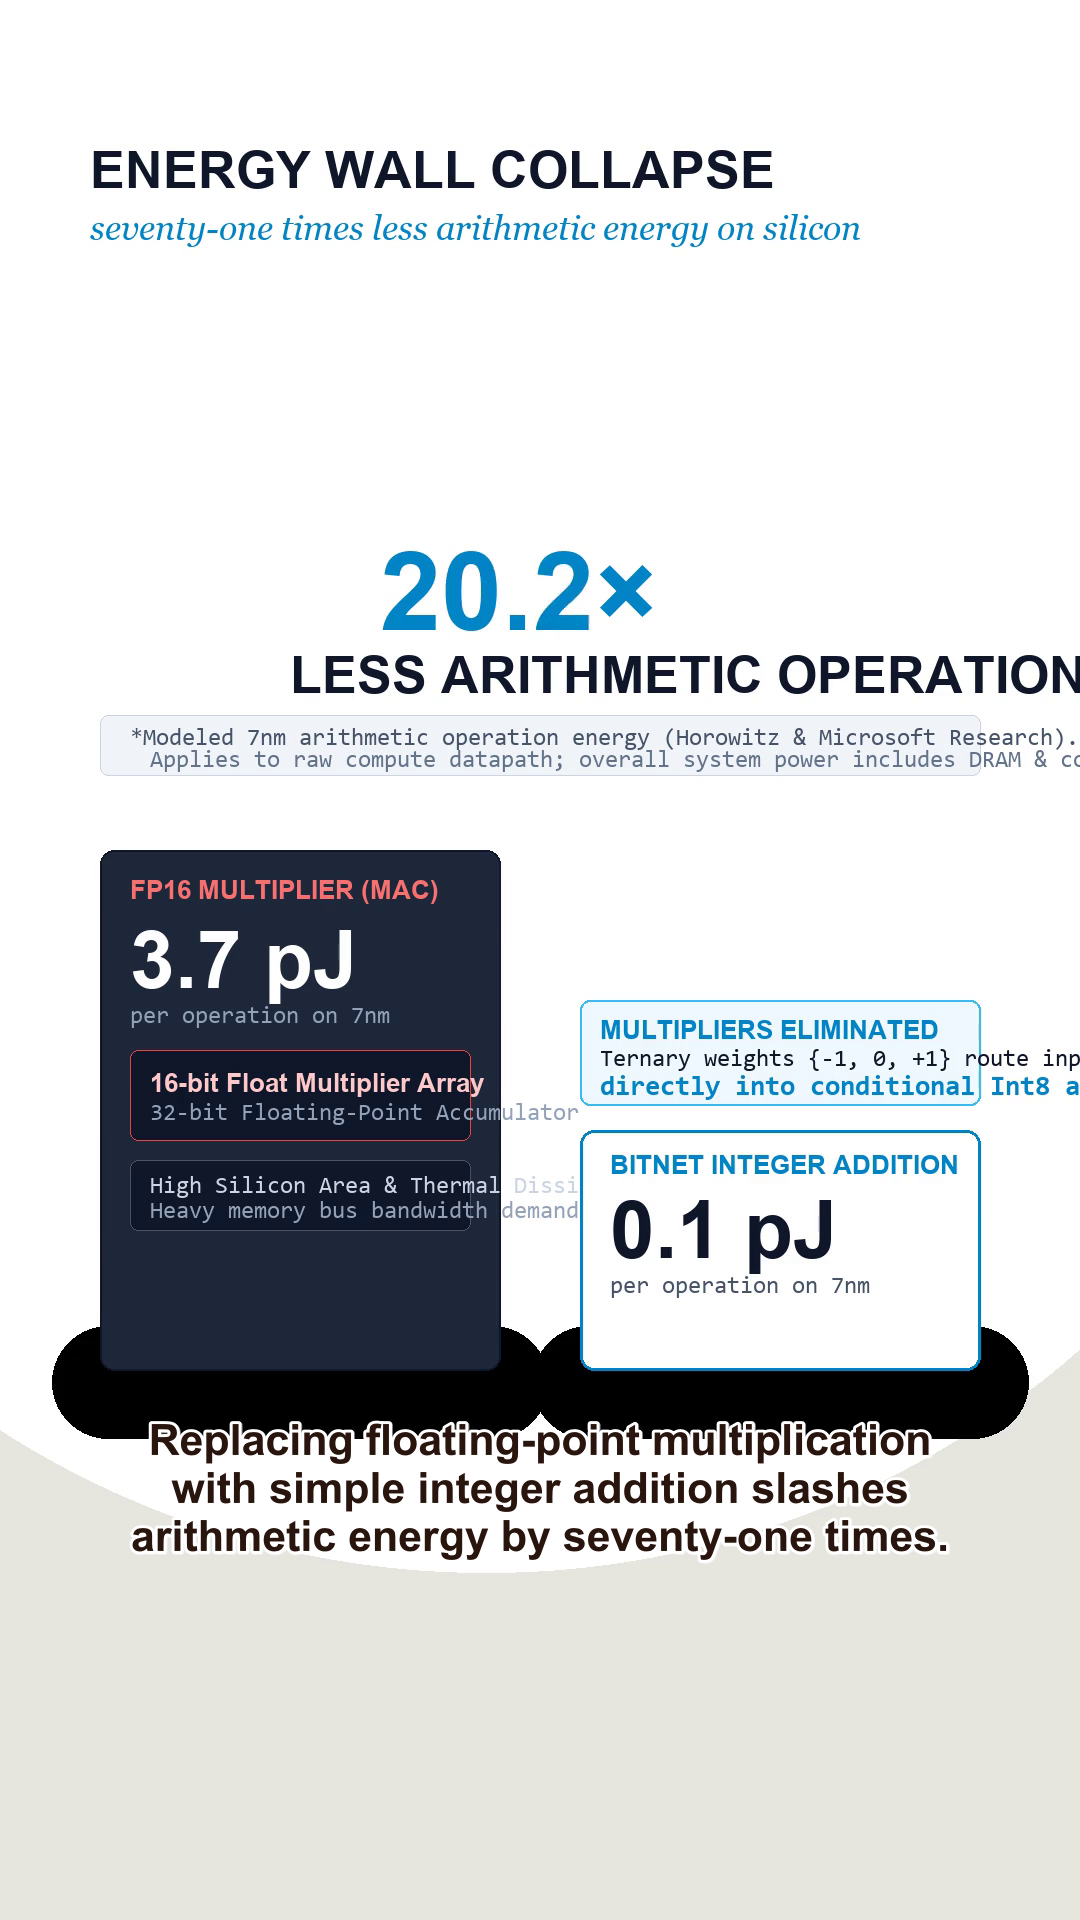 ENERGY WALL COLLAPSE
seventy-one times less arithmetic energy on silicon
20.2×
LESS ARITHMETIC OPERATION
*Modeled 7nm arithmetic operation energy (Horowitz & Microsoft Research).
Applies to raw compute datapath; overall system power includes DRAM & co
FP16 MULTIPLIER (MAC)
3.7 pJ
per operation on 7nm
16-bit Float Multiplier Array
32-bit Floating-Point Accumulator
High Silicon Area & Thermal Dissi
Heavy memory bus bandwidth demand
MULTIPLIERS ELIMINATED
Ternary weights {-1, 0, +1} route inp
directly into conditional Int8 a
BITNET INTEGER ADDITION
0.1 pJ
per operation on 7nm
Replacing floating-point multiplication
with simple integer addition slashes
arithmetic energy by seventy-one times.